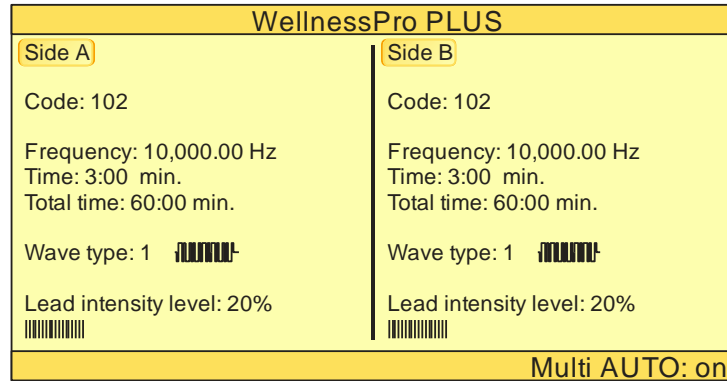 WellnessPro PLUS
Side A
Code: 102
Frequency: 10,000.00 Hz
Time: 3:00 min.
Total time: 60:00 min.
Wave type: 1
Lead intensity level: 20%
Side B
Code: 102
Frequency: 10,000.00 Hz
Time: 3:00 min.
Total time: 60:00 min.
Wave type: 1
Lead intensity level: 20%
Multi AUTO: on